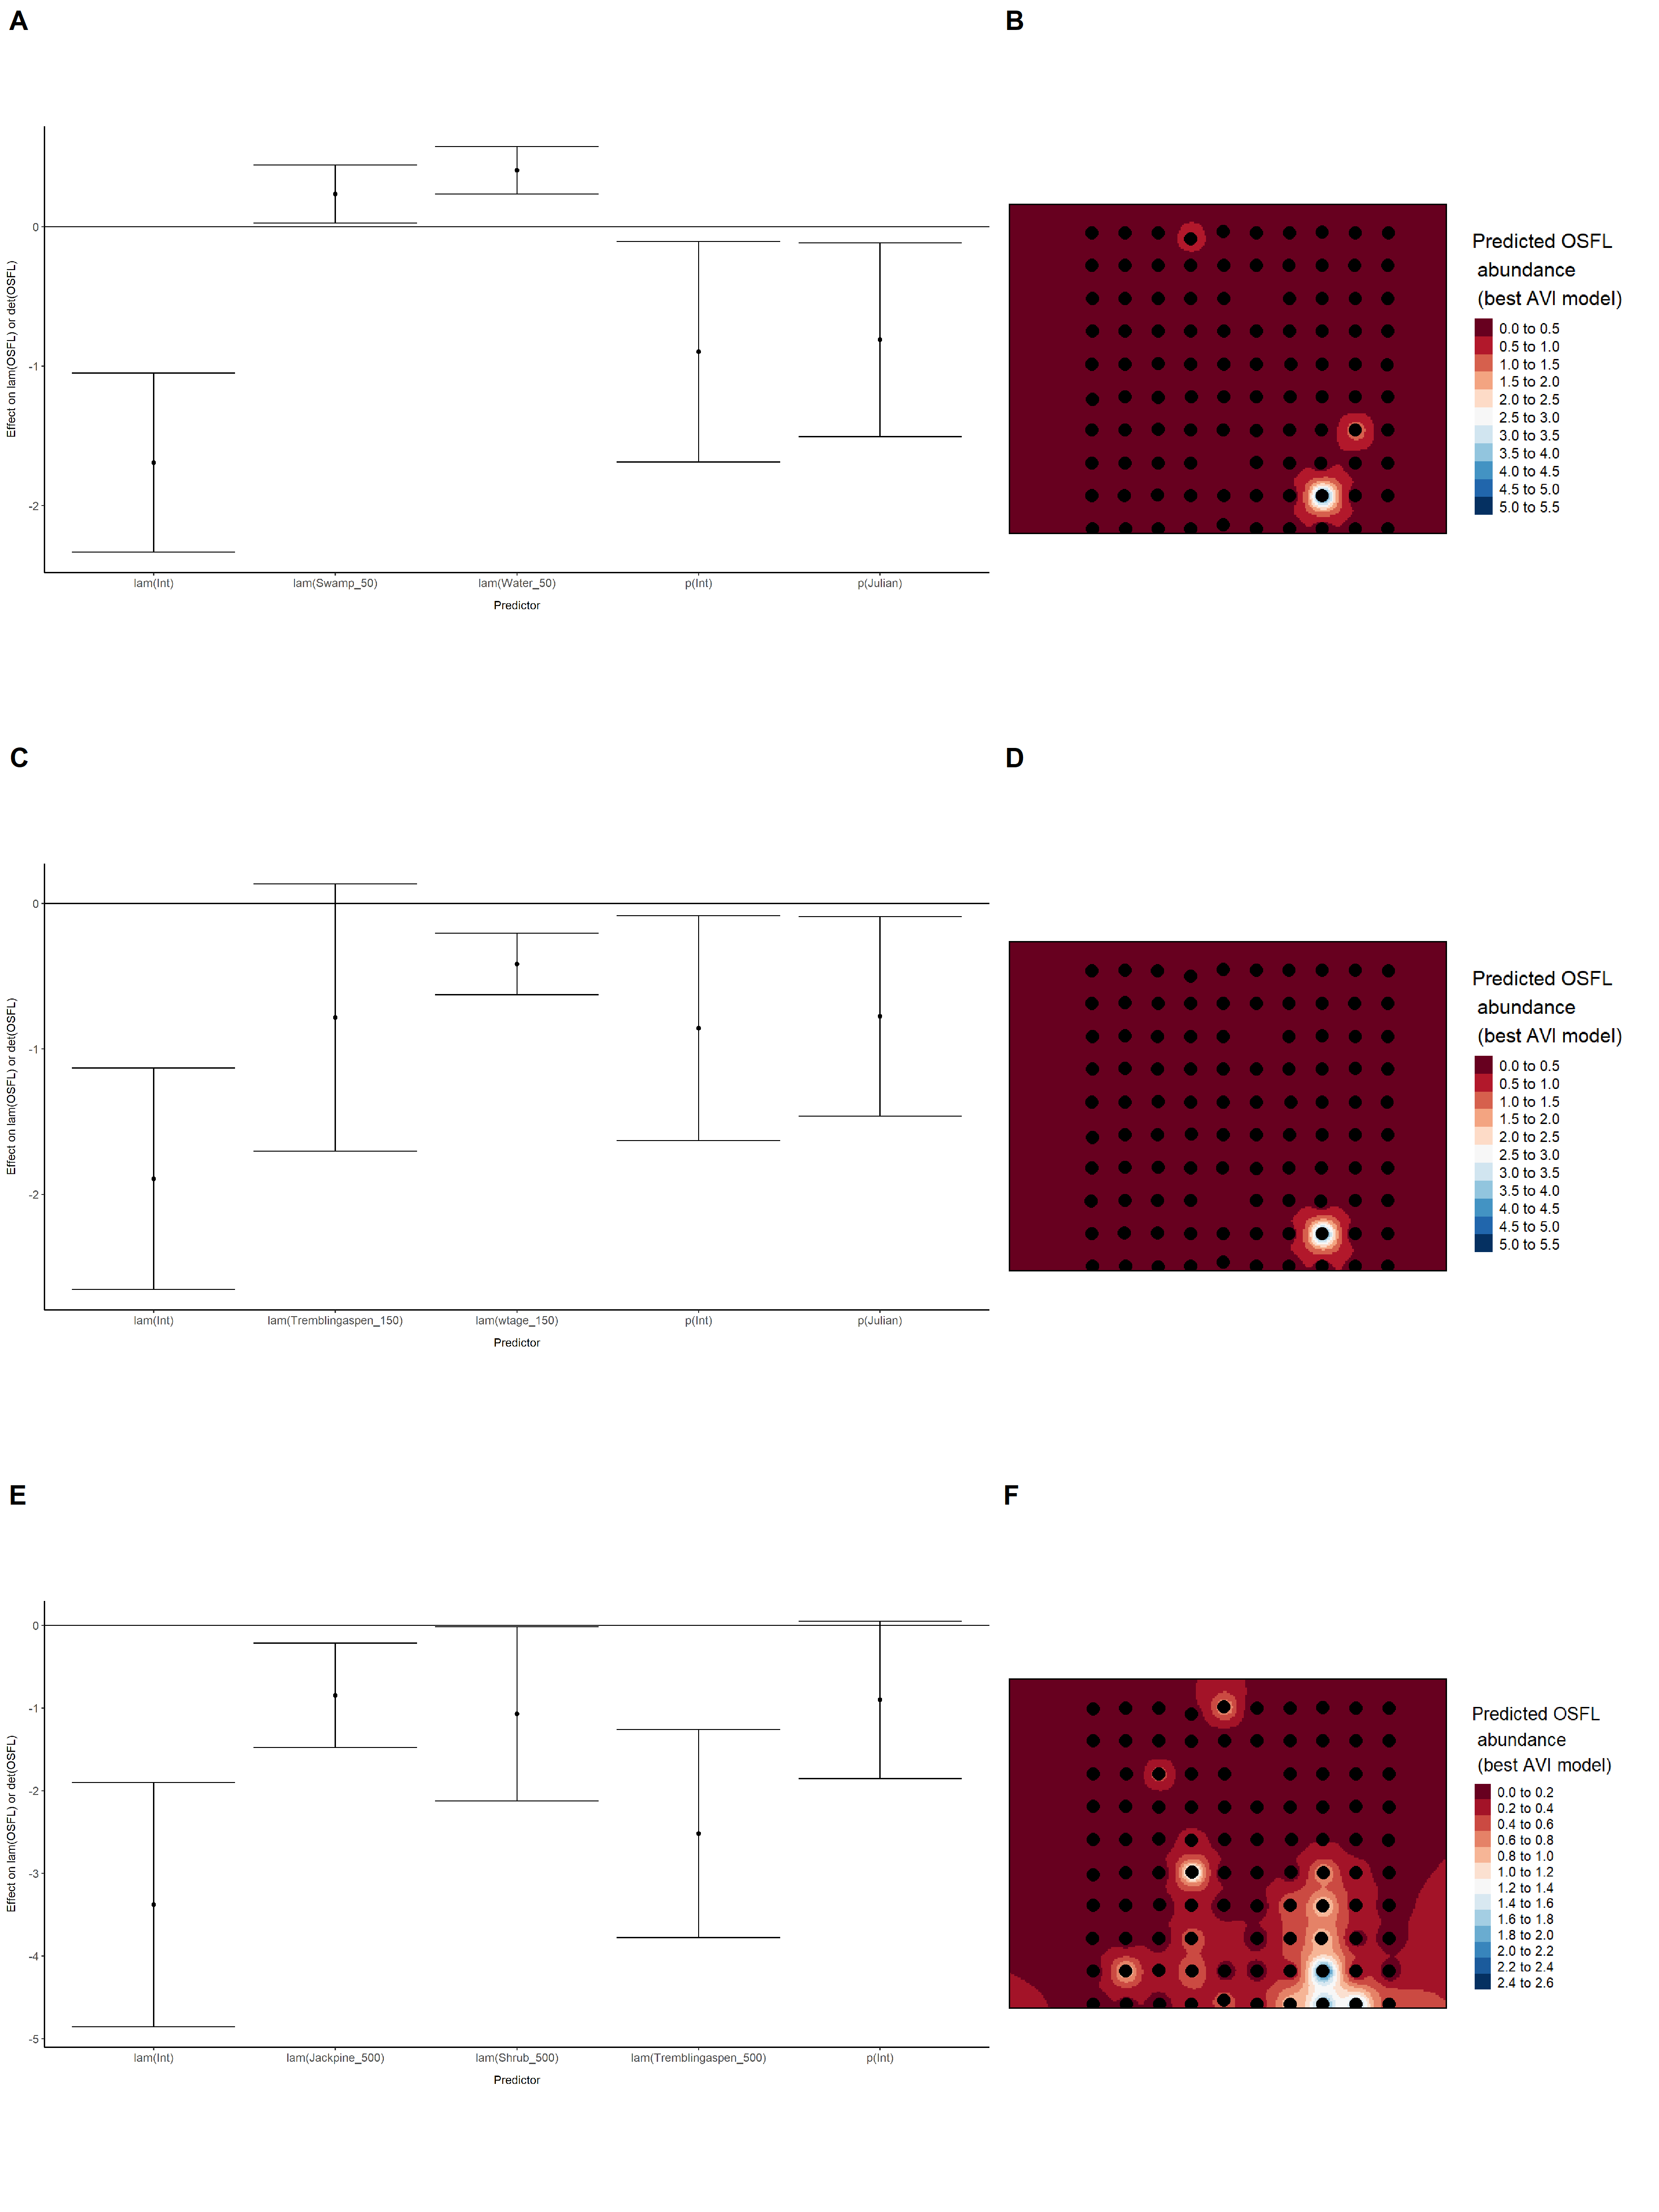 A
B
Effect on lam(OSFL) or det(OSFL)
0
-1
-2
lam(Int)
lam(Swamp_50)
lam(Water_50)
p(Int)
p(Julian)
Predictor
Predicted OSFL
abundance
(best AVI model)
0.0 to 0.5
0.5 to 1.0
1.0 to 1.5
1.5 to 2.0
2.0 to 2.5
2.5 to 3.0
3.0 to 3.5
3.5 to 4.0
4.0 to 4.5
4.5 to 5.0
5.0 to 5.5
C
D
Effect on lam(OSFL) or det(OSFL)
0
-1
-2
lam(Int)
lam(Tremblingaspen_150)
lam(wtage_150)
p(Int)
p(Julian)
Predictor
Predicted OSFL
abundance
(best AVI model)
0.0 to 0.5
0.5 to 1.0
1.0 to 1.5
1.5 to 2.0
2.0 to 2.5
2.5 to 3.0
3.0 to 3.5
3.5 to 4.0
4.0 to 4.5
4.5 to 5.0
5.0 to 5.5
E
F
Effect on lam(OSFL) or det(OSFL)
0
-1
-2
-3
-4
-5
lam(Int)
lam(Jackpine_500)
lam(Shrub_500)
lam(Tremblingaspen_500)
p(Int)
Predictor
Predicted OSFL
abundance
(best AVI model)
0.0 to 0.2
0.2 to 0.4
0.4 to 0.6
0.6 to 0.8
0.8 to 1.0
1.0 to 1.2
1.2 to 1.4
1.4 to 1.6
1.6 to 1.8
1.8 to 2.0
2.0 to 2.2
2.2 to 2.4
2.4 to 2.6